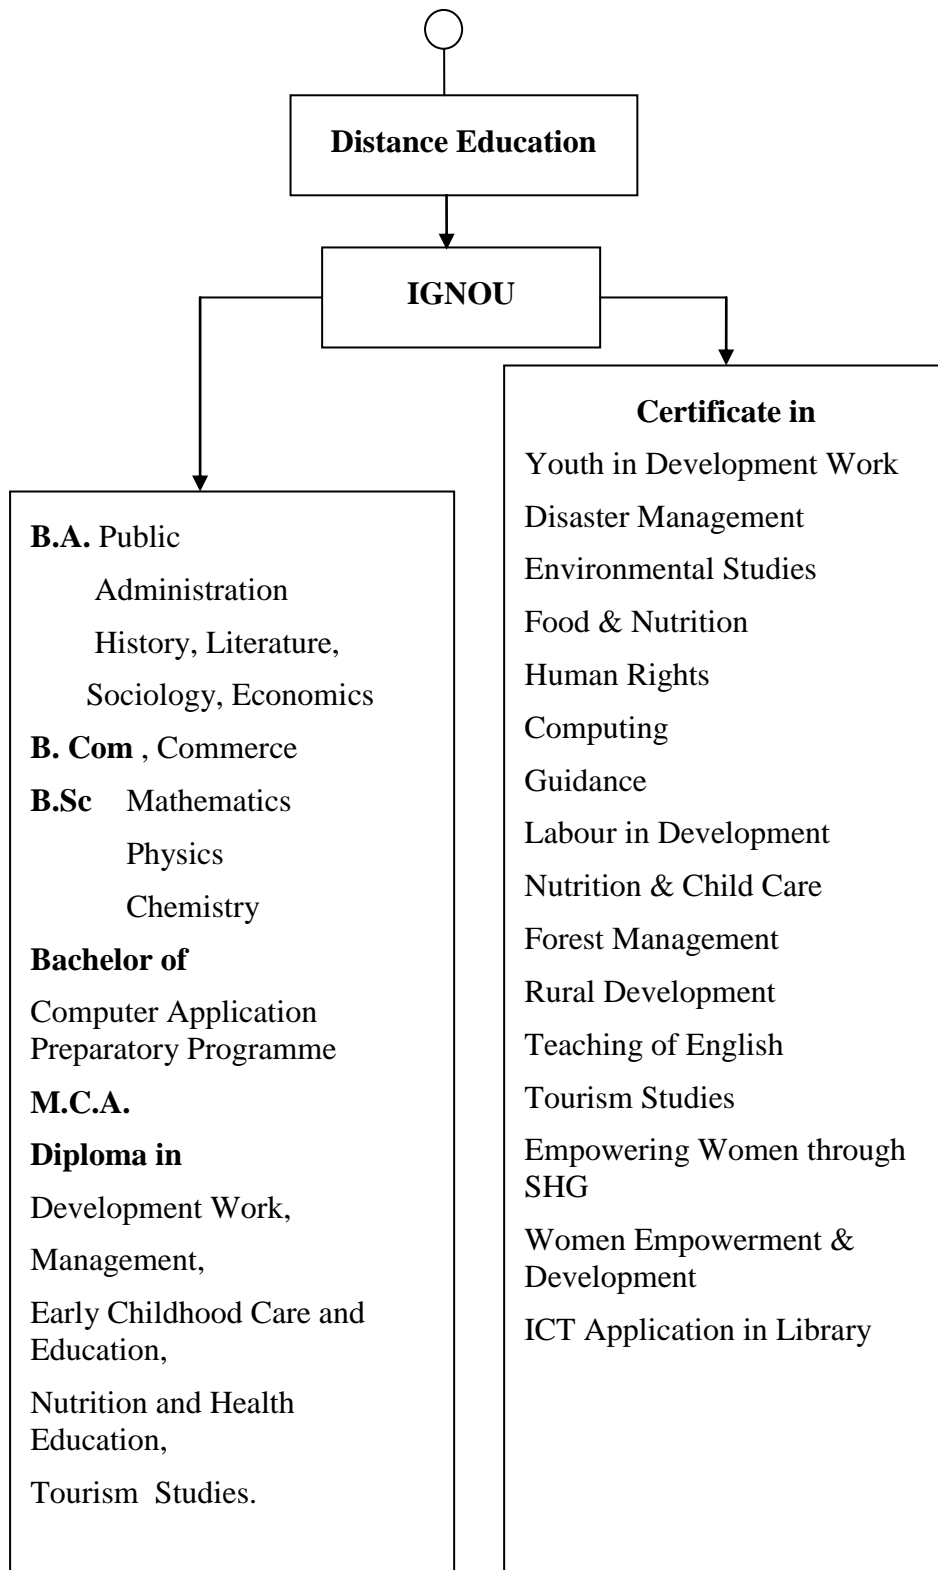 Distance Education
IGNOU
B.A. Public
Administration
History, Literature,
Sociology, Economics
B. Com , Commerce
B.Sc Mathematics
Physics
Chemistry
Bachelor of
Computer Application
Preparatory Programme
M.C.A.
Diploma in
Development Work,
Management,
Early Childhood Care and
Education,
Nutrition and Health
Education,
Tourism Studies.
Certificate in
Youth in Development Work
Disaster Management
Environmental Studies
Food & Nutrition
Human Rights
Computing
Guidance
Labour in Development
Nutrition & Child Care
Forest Management
Rural Development
Teaching of English
Tourism Studies
Empowering Women through
SHG
Women Empowerment &
Development
ICT Application in Library